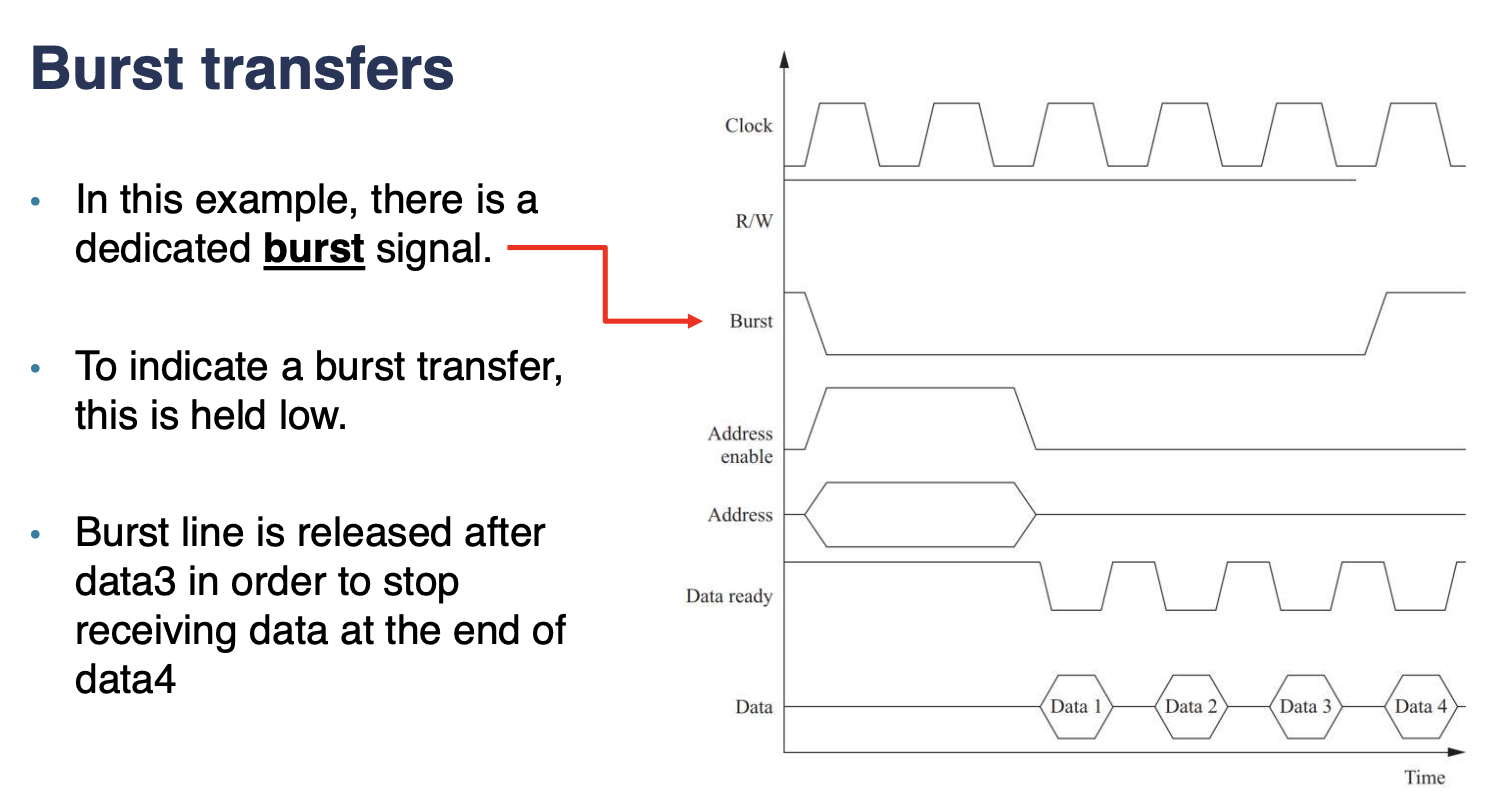 Burst transfers
• In this example, there is a
dedicated burst signal.
• To indicate a burst transfer,
this is held low.
• Burst line is released after
data3 in order to stop
receiving data at the end of
data4
Clock
R/W
Burst
Address
enable
Address
Data ready
Data
Data 1
Data 2
Data 3
Data 4
Time